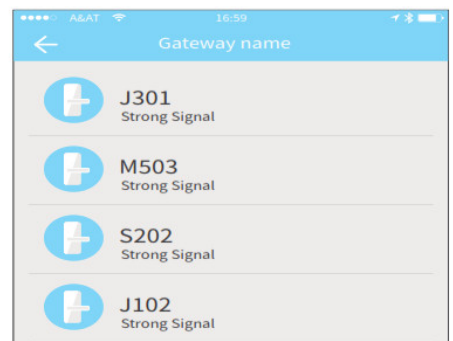 A&AT 16:59
Gateway name
J301
Strong Signal
M503
Strong Signal
S202
Strong Signal
J102
Strong Signal